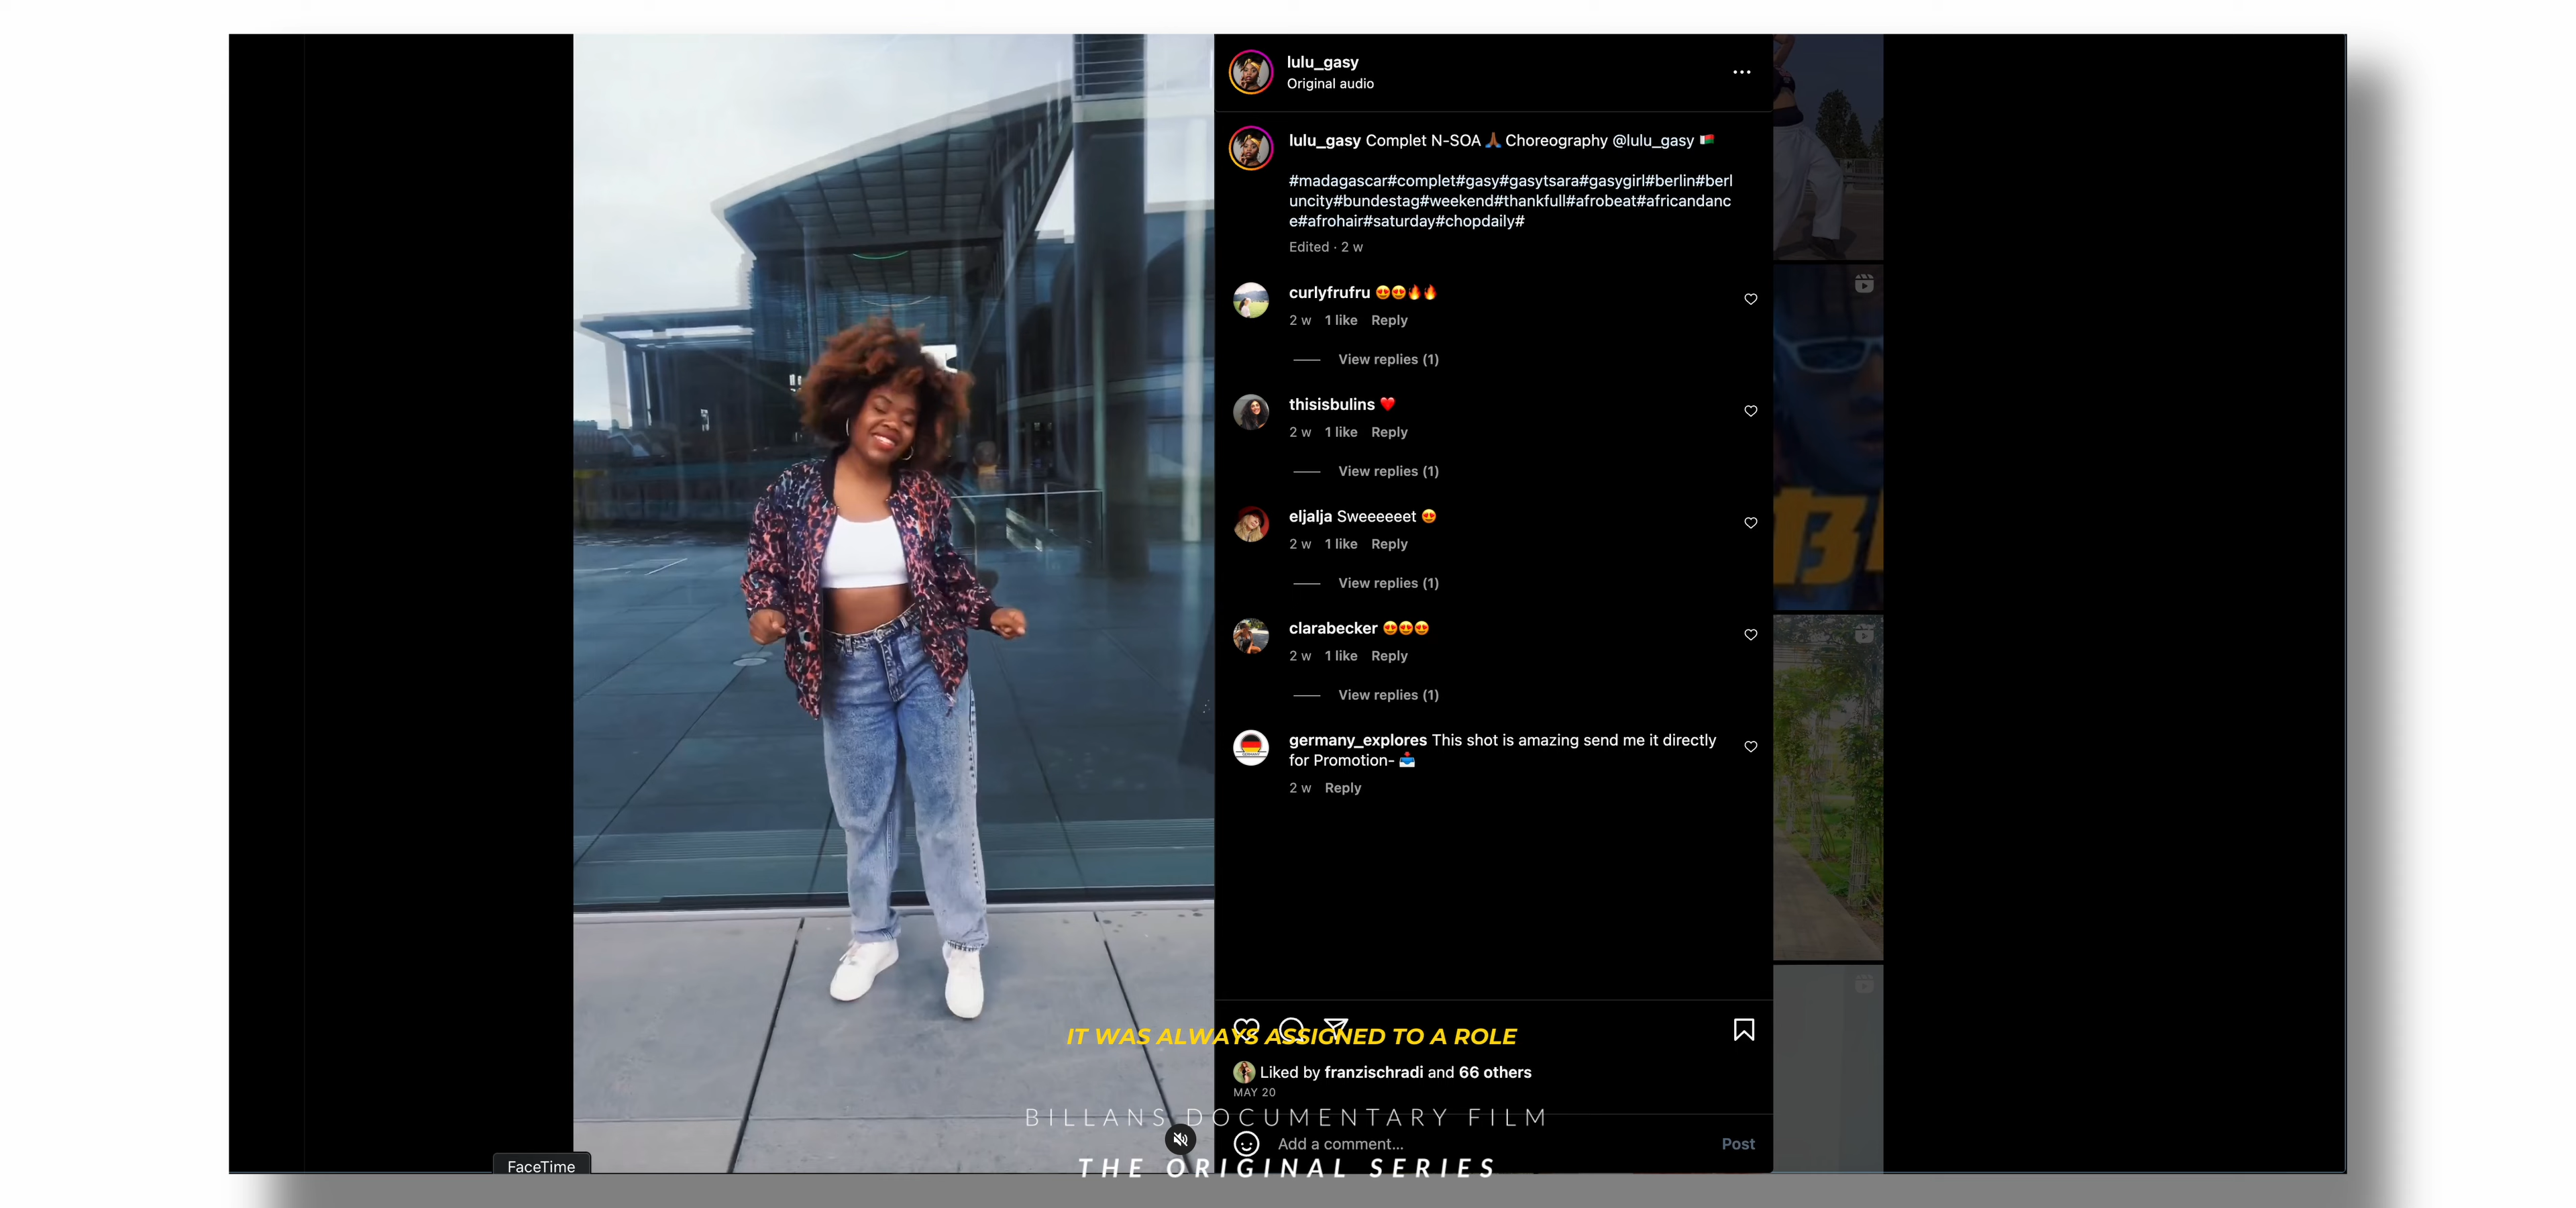 lulu_gasy
Original audio
lulu_gasy Complet N-SOA 🙏🏾 Choreography @lulu_gasy 🇲🇬
#madagascar#complet#gasy#gasytsara#gasygirl#berlin#berl
uncity#bundestag#weekend#thankfull#afrobeat#africandanc
e#afrohair#saturday#chopdaily#
Edited · 2 w
curlyfrufru 😍😍🔥🔥
2 w 1 like Reply
View replies (1)
thisisbulins ❤️
2 w 1 like Reply
View replies (1)
eljalja Sweeeeeet 😍
2 w 1 like Reply
View replies (1)
clarabecker 😍😍😍
2 w 1 like Reply
View replies (1)
germany_explores This shot is amazing send me it directly
for Promotion- 📥
2 w Reply
IT WAS ALWAYS ASSIGNED TO A ROLE
Liked by franzischradi and 66 others
MAY 20
BILLANS DOCUMENTARY FILM
Add a comment... Post
FaceTime
THE ORIGINAL SERIES